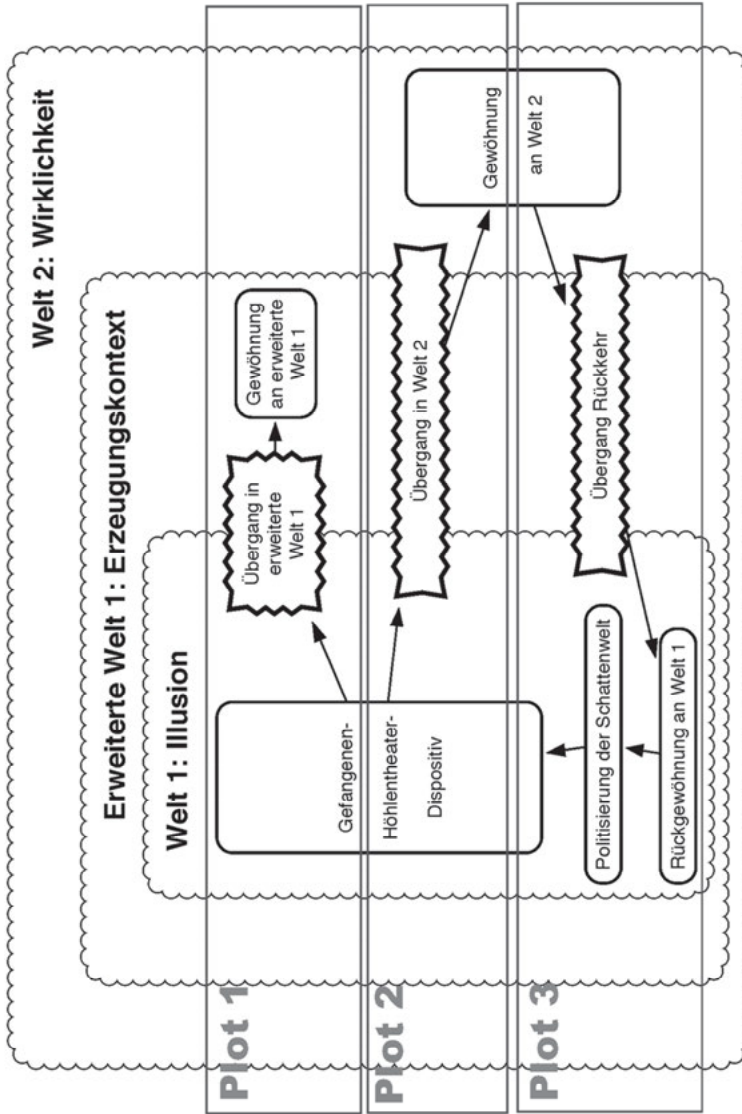 Welt 2: Wirklichkeit
Erweiterte Welt 1: Erzeugungskontext
Welt 1: Illusion
Plot 1
Übergang in
erweiterte
Welt 1
Gewöhnung
an erweiterte
Welt 1
Gefangenen-
Höhlentheater-
Dispositiv
Plot 2
Übergang in Welt 2
Gewöhnung
an Welt 2
Plot 3
Übergang Rückkehr
Politisierung der Schattenwelt
Rückgewöhnung an Welt 1